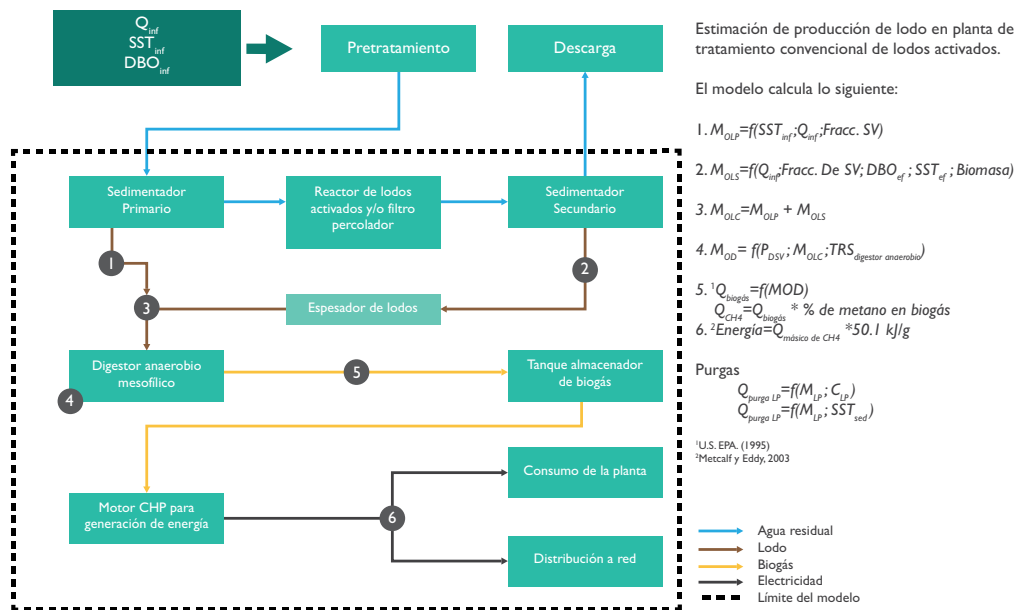 Q_inf
SST_inf
DBO_inf
Pretratamiento
Descarga
Sedimentador
Primario
Reactor de lodos
activados y/o filtro
percolador
Sedimentador
Secundario
1
2
3
Espesador de lodos
Digestor anaerobio
mesofílico
4
5
Tanque almacenador
de biogás
Motor CHP para
generación de energía
6
Consumo de la planta
Distribución a red
Estimación de producción de lodo en planta de
tratamiento convencional de lodos activados.
El modelo calcula lo siguiente:
1. M_OLP=f(SST_inf;Q_inf;Fracc. SV)
2. M_OLS=f(Q_inf;Fracc. De SV; DBO_ef; SST_ef; Biomasa)
3. M_OLC=M_OLP + M_OLS
4. M_OD= f(P_DSV; M_OLC;TRS_digestor anaerobio)
5. ¹Q_biogás=f(MOD)
Q_CH4=Q_biogás * % de metano en biogás
6. ²Energía=Q_másico de CH4 *50.1 kJ/g
Purgas
Q_purga LP=f(M_LP; C_LP)
Q_purga LP=f(M_LP; SST_sed)
¹U.S. EPA. (1995)
²Metcalf y Eddy, 2003
Agua residual
Lodo
Biogás
Electricidad
Límite del modelo